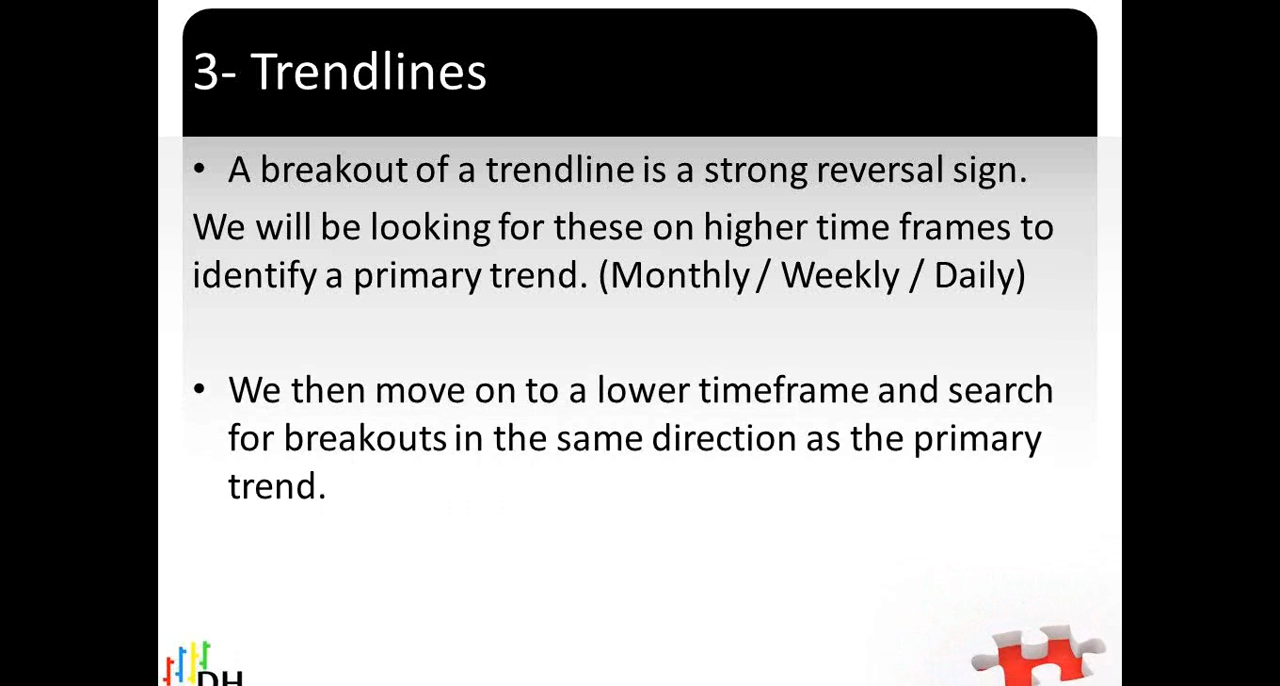 3- Trendlines
• A breakout of a trendline is a strong reversal sign.
We will be looking for these on higher time frames to
identify a primary trend. (Monthly / Weekly / Daily)
• We then move on to a lower timeframe and search
for breakouts in the same direction as the primary
trend.
DH